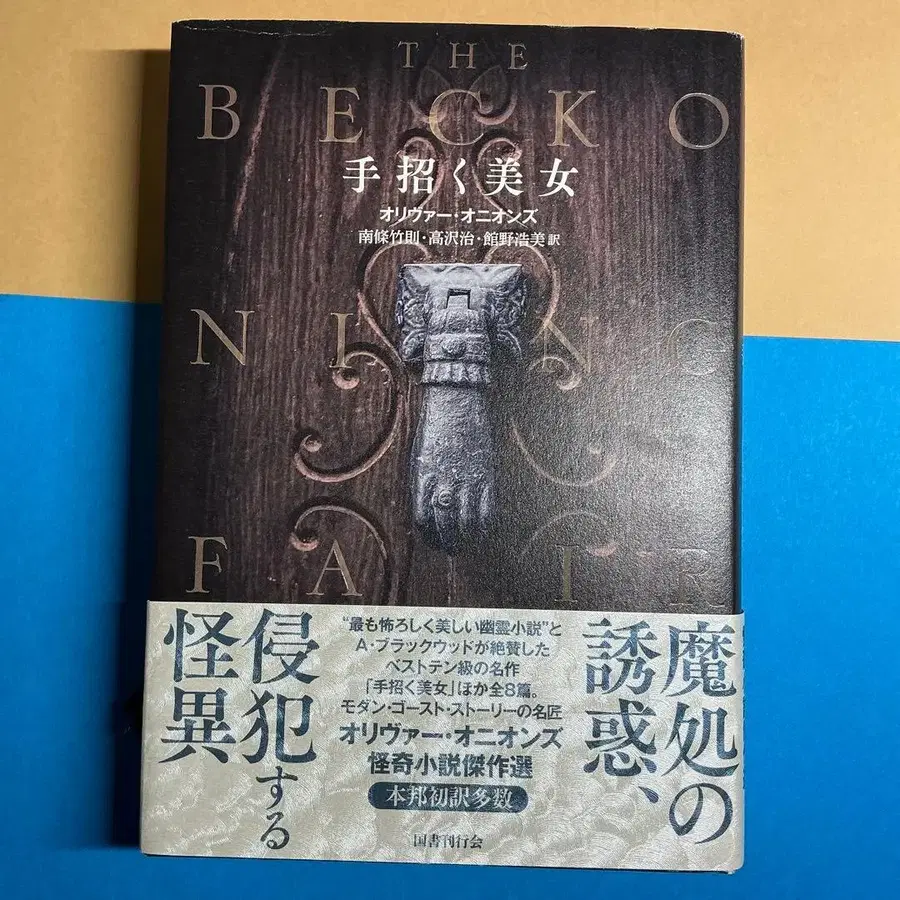 THE
BECKO
手招く美女
オリヴァー・オニオンズ
南條竹則・高沢治・館野浩美 訳
NING
FAIR
魔処の
誘惑、
“最も怖ろしく美しい幽霊小説”と
A・ブラックウッドが絶賛した
ベストテン級の名作
「手招く美女」ほか全8篇。
モダン・ゴースト・ストーリーの名匠
オリヴァー・オニオンズ
怪奇小説傑作選
本邦初訳多数
侵犯する
怪異
国書刊行会